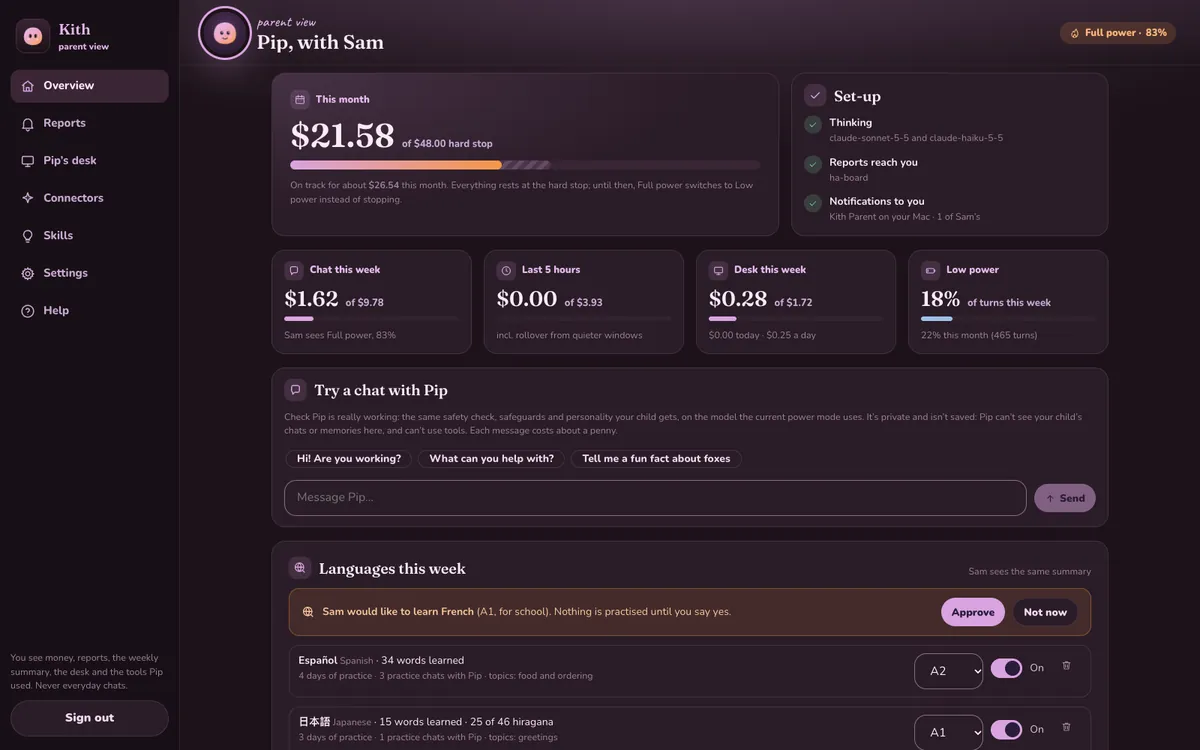 Kith
parent view
Overview
Reports
Pip's desk
Connectors
Skills
Settings
Help
You see money, reports, the weekly
summary, the desk and the tools Pip
used. Never everyday chats.
Sign out
parent view
Pip, with Sam
Full power · 83%
This month
$21.58 of $48.00 hard stop
On track for about $26.54 this month. Everything rests at the hard stop; until then, Full power switches to Low
power instead of stopping.
Set-up
Thinking
claude-sonnet-5-5 and claude-haiku-5-5
Reports reach you
ha-board
Notifications to you
Kith Parent on your Mac · 1 of Sam's
Chat this week
$1.62 of $9.78
Sam sees Full power, 83%
Last 5 hours
$0.00 of $3.93
incl. rollover from quieter windows
Desk this week
$0.28 of $1.72
$0.00 today · $0.25 a day
Low power
18% of turns this week
22% this month (465 turns)
Try a chat with Pip
Check Pip is really working: the same safety check, safeguards and personality your child gets, on the model the current power mode uses. It's private and isn't saved: Pip can't see your child's
chats or memories here, and can't use tools. Each message costs about a penny.
Hi! Are you working?
What can you help with?
Tell me a fun fact about foxes
Message Pip...
Send
Languages this week
Sam sees the same summary
Sam would like to learn French (A1, for school). Nothing is practised until you say yes.
Approve
Not now
Español Spanish · 34 words learned
4 days of practice · 3 practice chats with Pip · topics: food and ordering
A2
On
日本語 Japanese · 15 words learned · 25 of 46 hiragana
3 days of practice · 1 practice chats with Pip · topics: greetings
A1
On